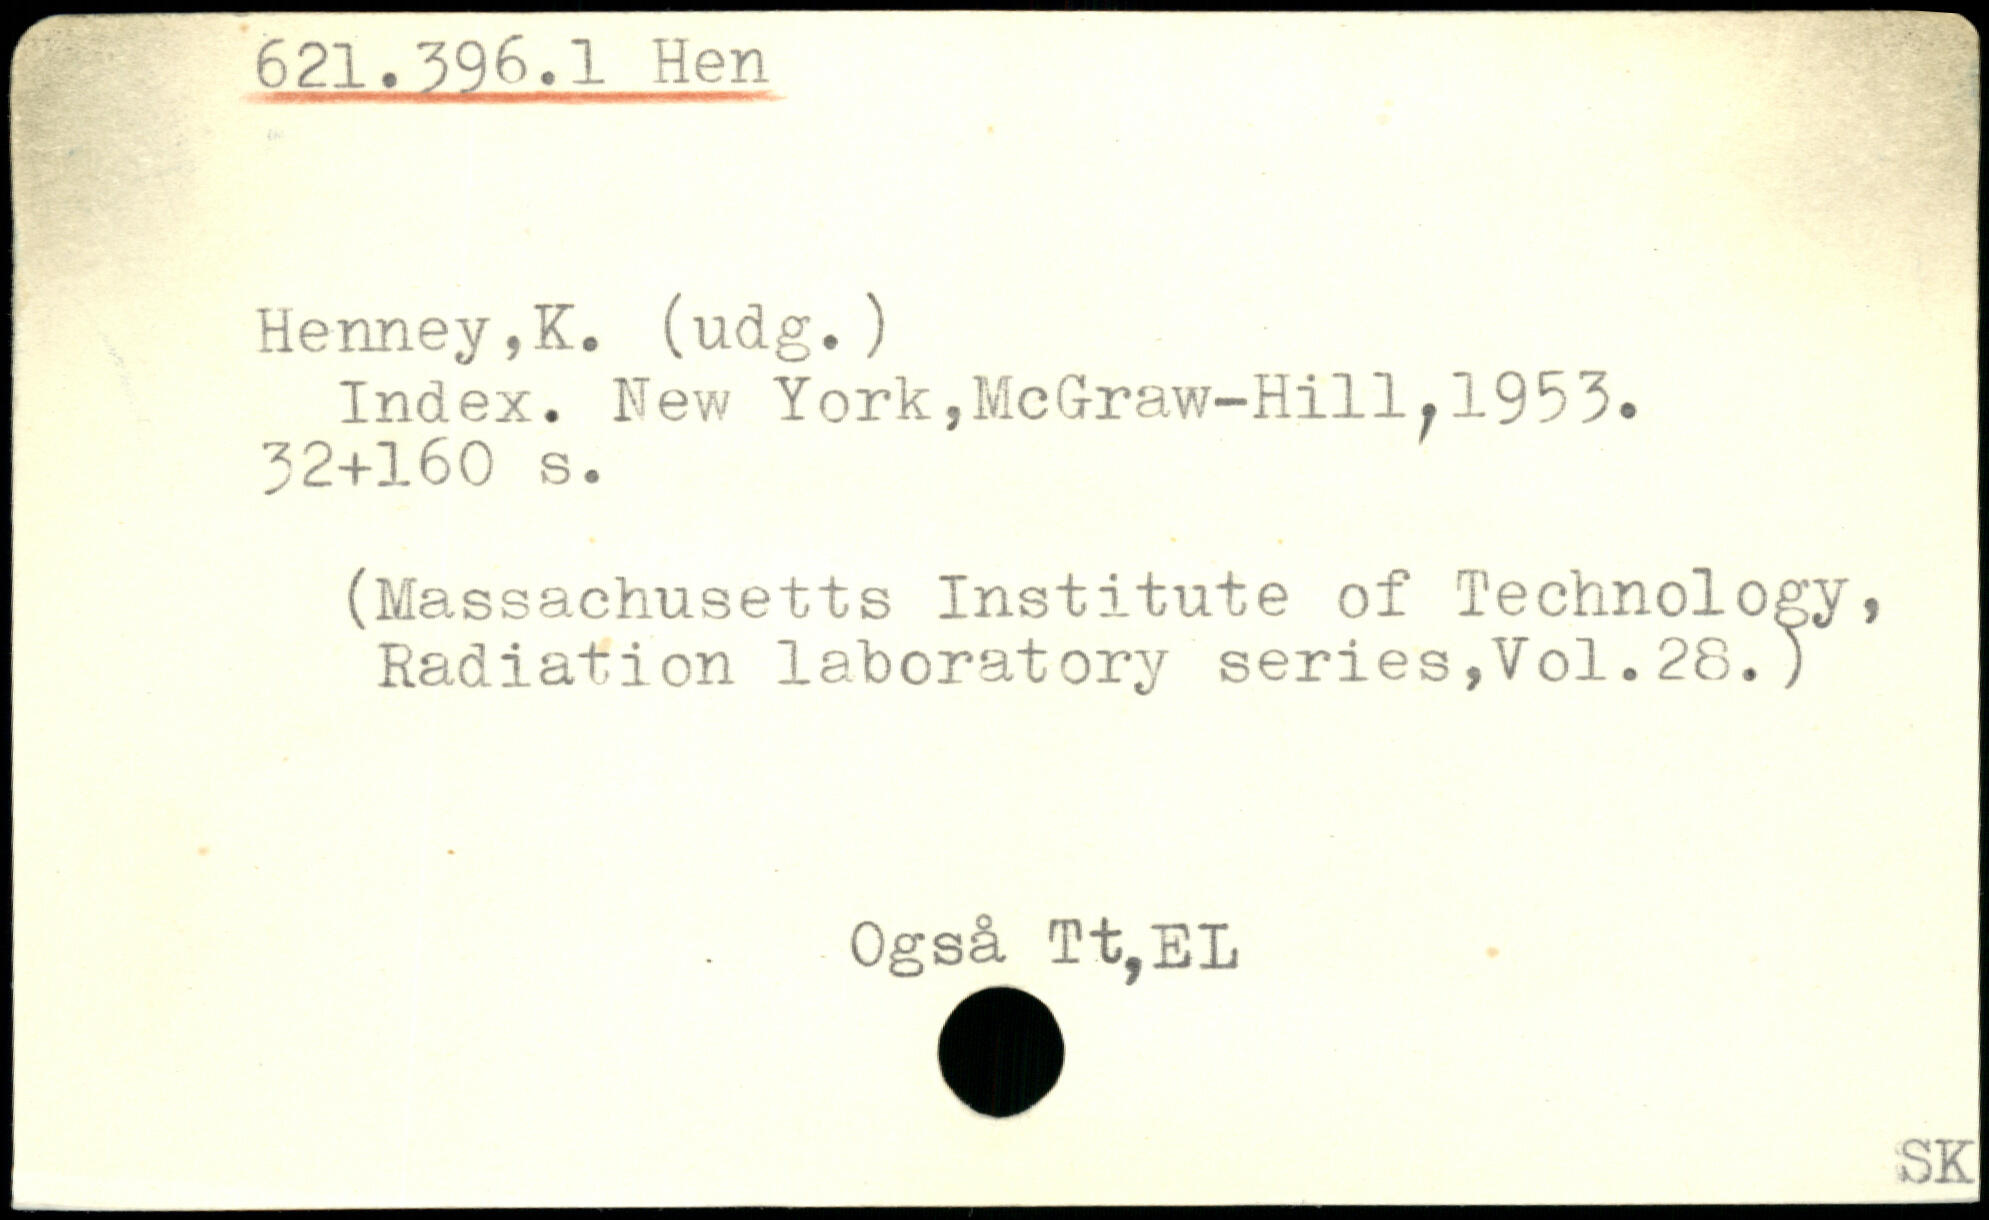 621.396.1 Hen
Henney,K. (udg.)
Index. New York,McGraw-Hill,1953.
32+160 s.
(Massachusetts Institute of Technology,
Radiation laboratory series,Vol.28.)
Også Tt,EL
SK